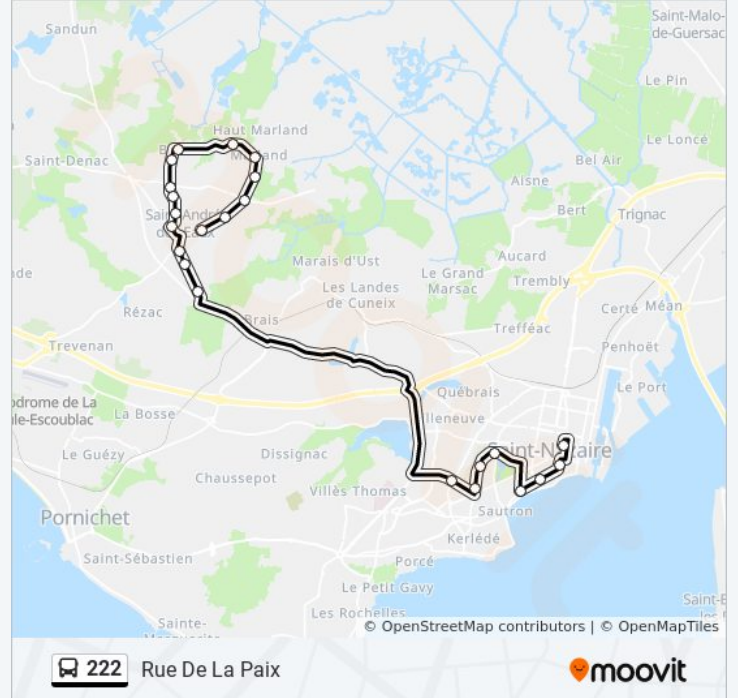 Sandun
Saint-Malo-
de-Guersac
Le Pin
Haut Marland
Le Loncé
Saint-Denac
Bel Air
Aisne
Bert
Trignac
Marais d'Ust
Aucard
Le Grand
Marsac
Trembly
Les Landes
de Cuneix
Rézac
Brais
Certé
Méan
Trefféac
Trevenan
Penhoët
Québrais
Le Port
La Bosse
Le Guézy
Dissignac
Chaussepot
Villès Thomas
Sautron
Pornichet
Kerlédé
Saint-Sébastien
Porcé
Le Petit Gavy
Les Rochelles
Sainte-
© OpenStreetMap contributors | © OpenMapTiles
222 Rue De La Paix
moovit